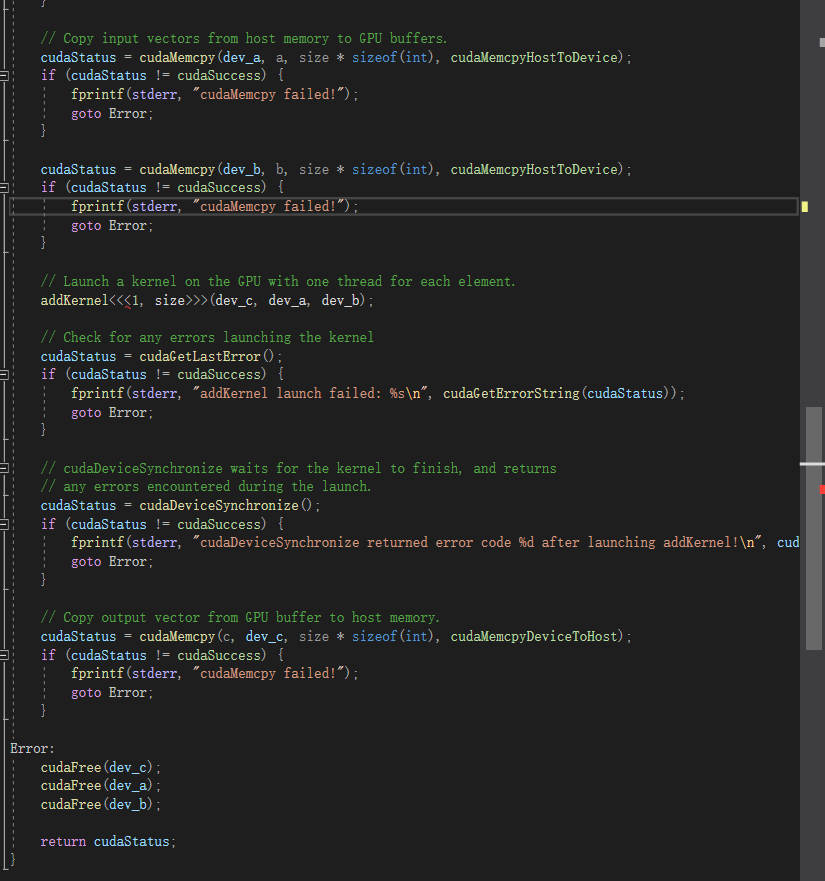 }
// Copy input vectors from host memory to GPU buffers.
cudaStatus = cudaMemcpy(dev_a, a, size * sizeof(int), cudaMemcpyHostToDevice);
if (cudaStatus != cudaSuccess) {
fprintf(stderr, "cudaMemcpy failed!");
goto Error;
}
cudaStatus = cudaMemcpy(dev_b, b, size * sizeof(int), cudaMemcpyHostToDevice);
if (cudaStatus != cudaSuccess) {
fprintf(stderr, "cudaMemcpy failed!");
goto Error;
}
// Launch a kernel on the GPU with one thread for each element.
addKernel<<<1, size>>>(dev_c, dev_a, dev_b);
// Check for any errors launching the kernel
cudaStatus = cudaGetLastError();
if (cudaStatus != cudaSuccess) {
fprintf(stderr, "addKernel launch failed: %s\n", cudaGetErrorString(cudaStatus));
goto Error;
}
// cudaDeviceSynchronize waits for the kernel to finish, and returns
// any errors encountered during the launch.
cudaStatus = cudaDeviceSynchronize();
if (cudaStatus != cudaSuccess) {
fprintf(stderr, "cudaDeviceSynchronize returned error code %d after launching addKernel!\n", cud
goto Error;
}
// Copy output vector from GPU buffer to host memory.
cudaStatus = cudaMemcpy(c, dev_c, size * sizeof(int), cudaMemcpyDeviceToHost);
if (cudaStatus != cudaSuccess) {
fprintf(stderr, "cudaMemcpy failed!");
goto Error;
}
Error:
cudaFree(dev_c);
cudaFree(dev_a);
cudaFree(dev_b);
return cudaStatus;
}